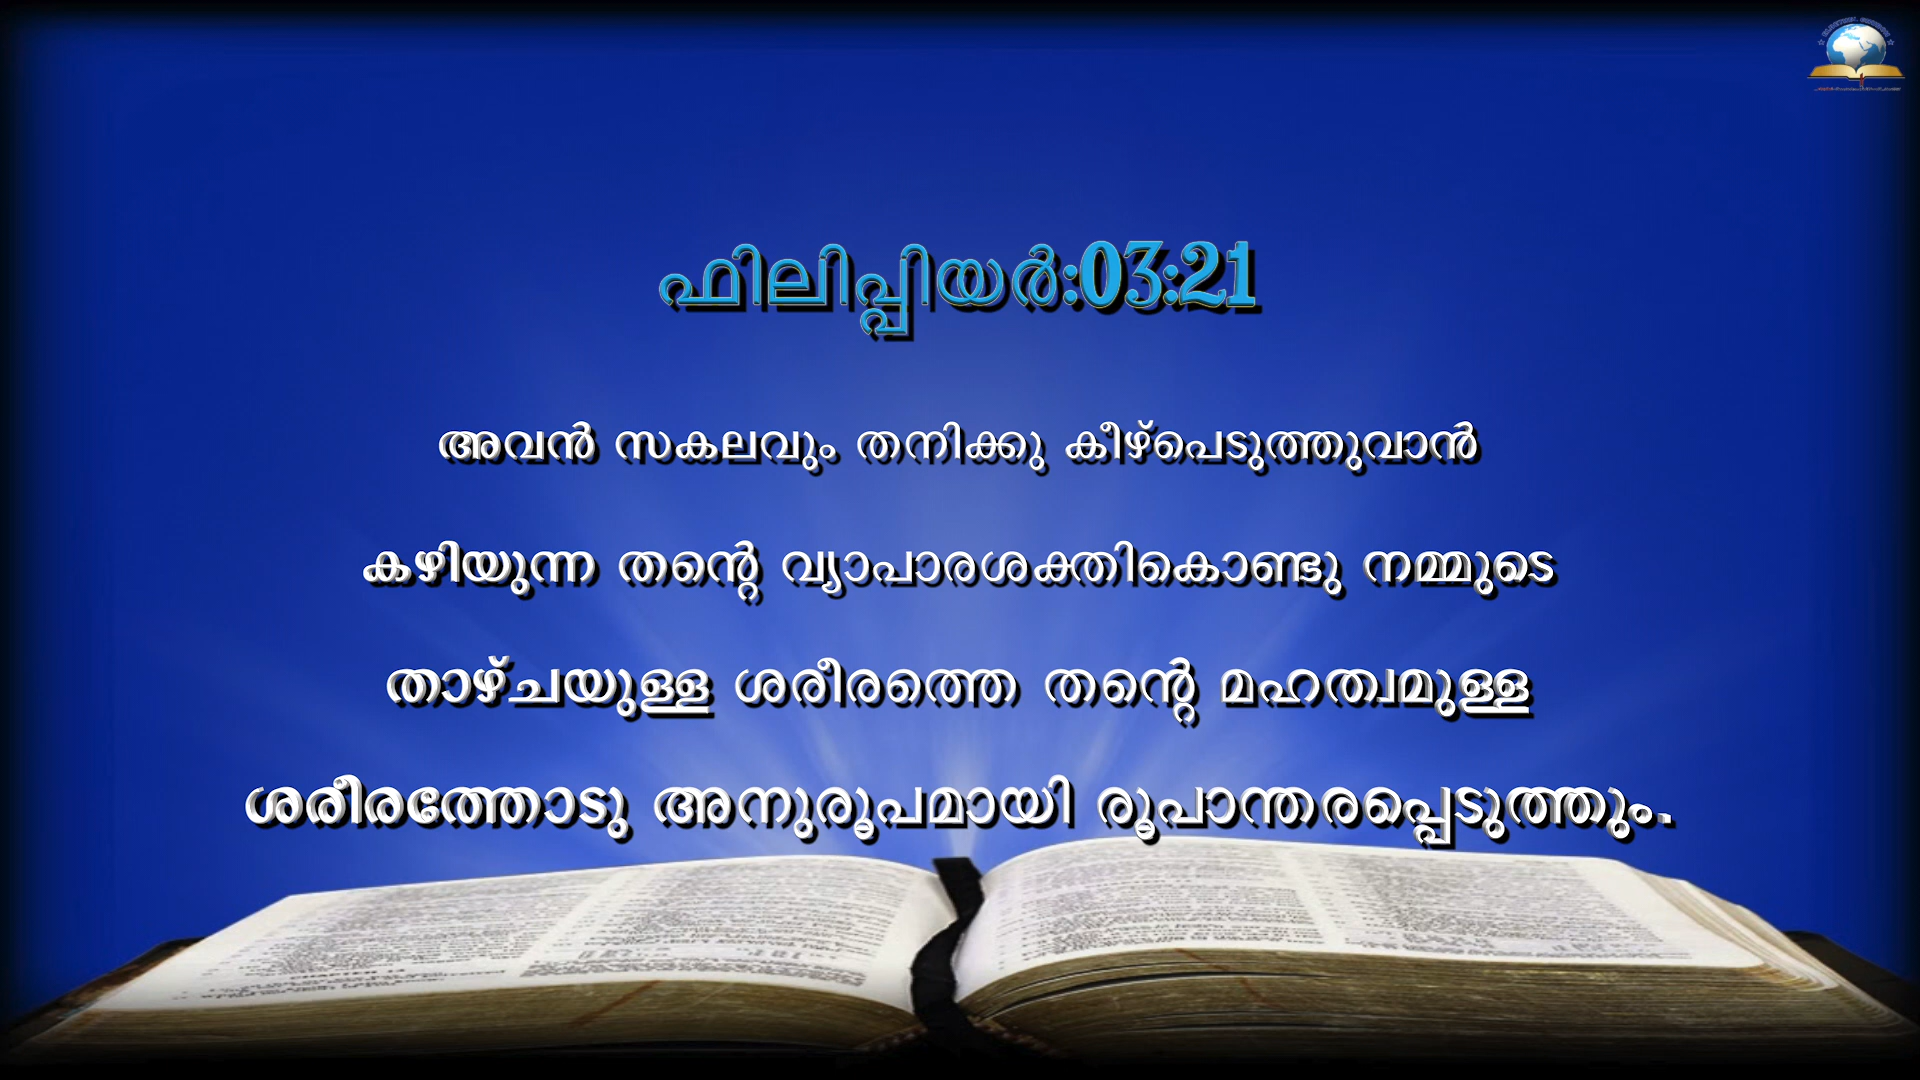 ഫിലിപ്പിയർ:03:21
അവൻ സകലവും തനിക്കു കീഴ്പെടുത്തുവാൻ
കഴിയുന്ന തന്റെ വ്യാപാരശക്തികൊണ്ടു നമ്മുടെ
താഴ്ചയുള്ള ശരീരത്തെ തന്റെ മഹത്വമുള്ള
ശരീരത്തോടു അനുരൂപമായി രൂപാന്തരപ്പെടുത്തും.